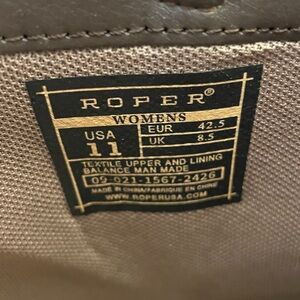 ROPER®
WOMENS
USA EUR 42.5
11 UK 8.5
TEXTILE UPPER AND LINING
BALANCE MAN MADE
09-021-1567-2426
MADE IN CHINA/FABRIQUE EN CHINE
WWW.ROPERUSA.COM